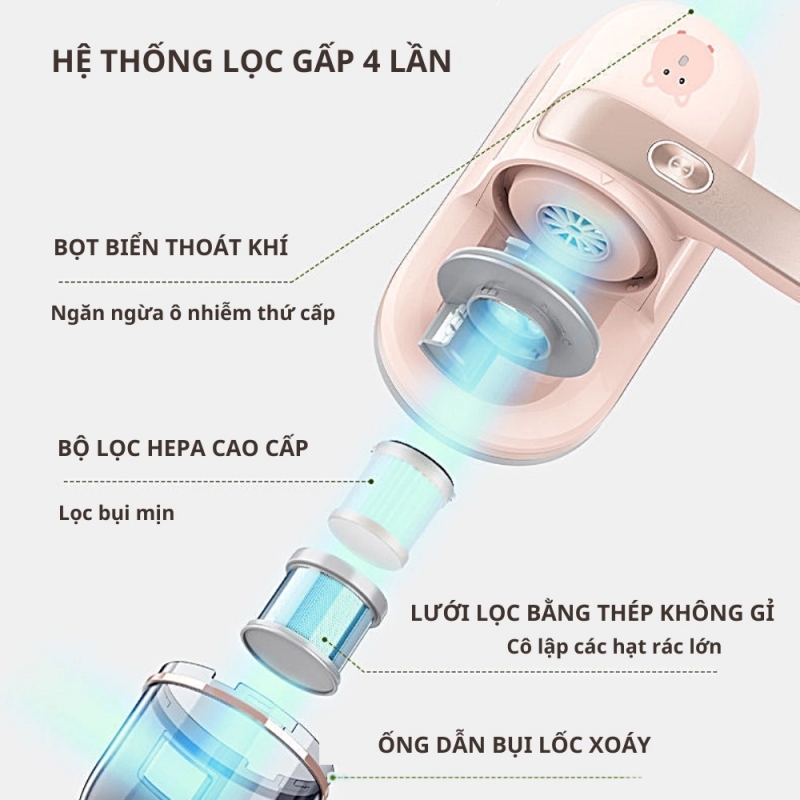 HỆ THỐNG LỌC GẤP 4 LẦN
BỌT BIỂN THOÁT KHÍ
Ngăn ngừa ô nhiễm thứ cấp
BỘ LỌC HEPA CAO CẤP
Lọc bụi mịn
LƯỚI LỌC BẰNG THÉP KHÔNG GỈ
Cô lập các hạt rác lớn
ỐNG DẪN BỤI LỐC XOÁY